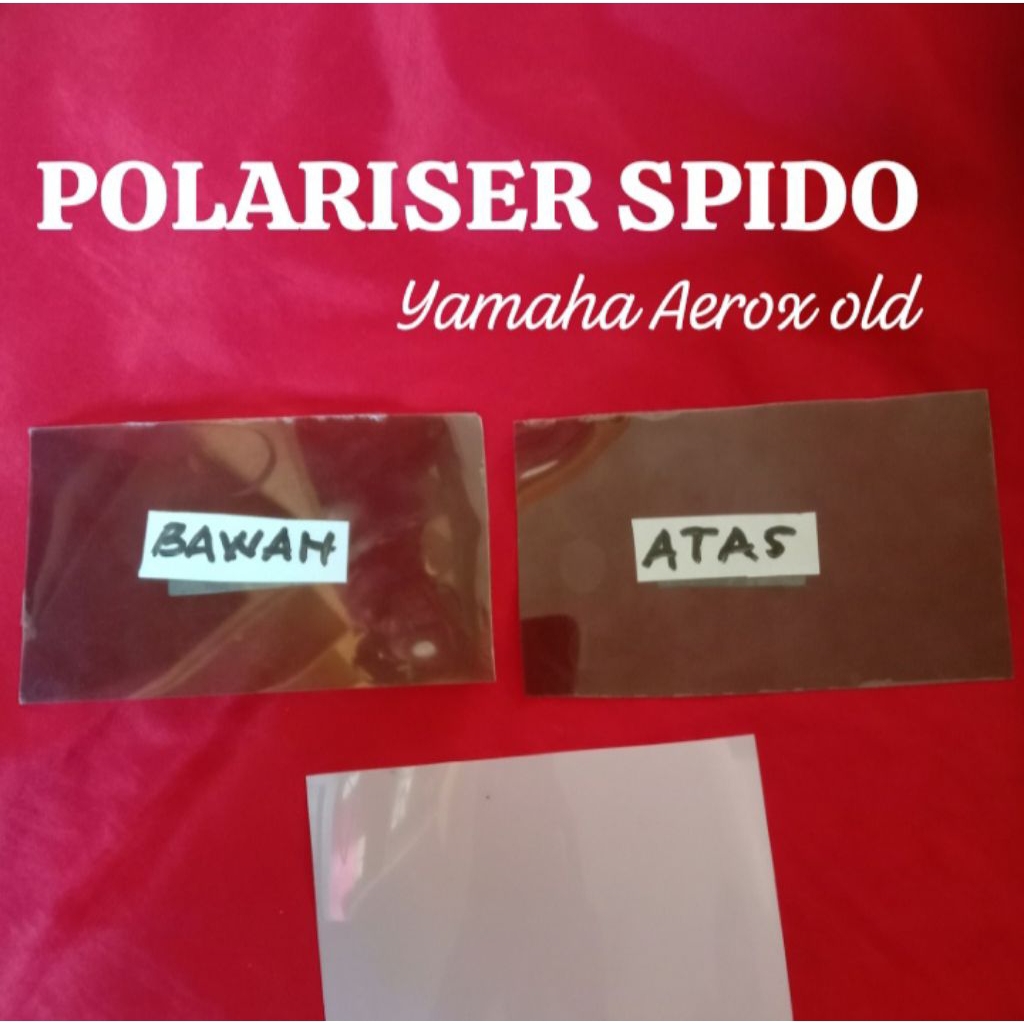 POLARISER SPIDO
Yamaha Aerox old
BAWAH
ATAS